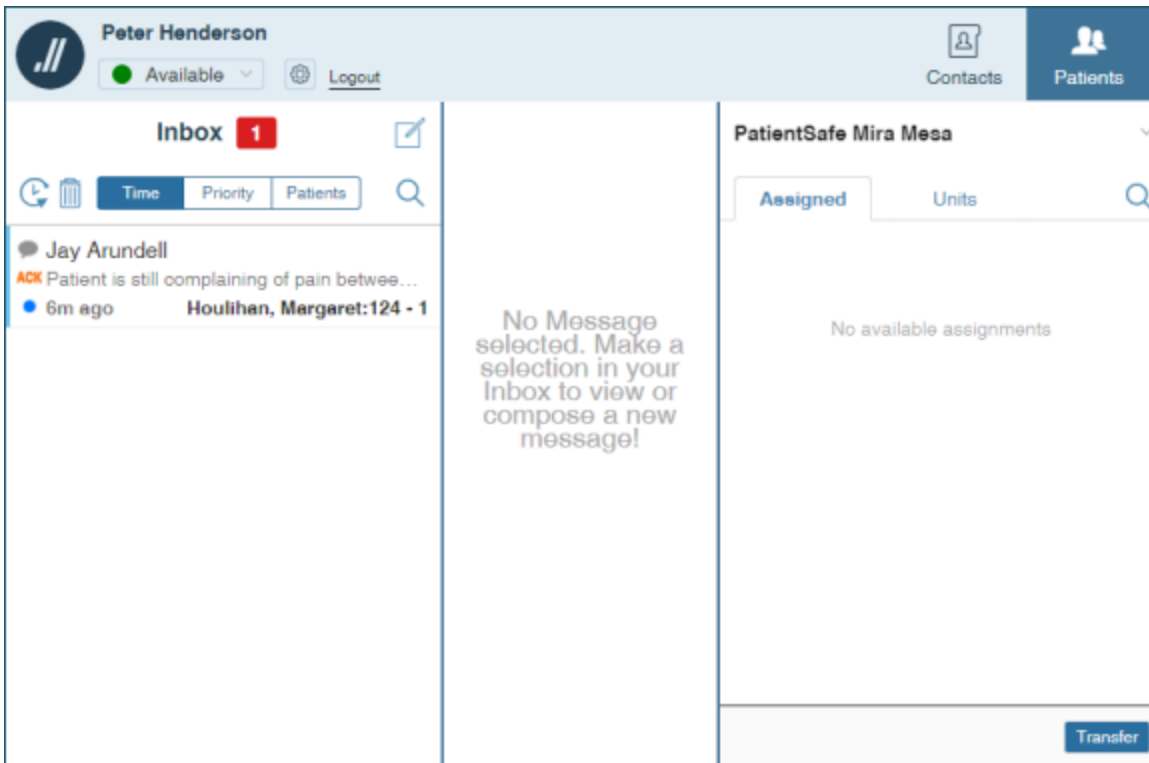 Peter Henderson
Available
Logout
Contacts
Patients
Inbox 1
Time Priority Patients
Jay Arundell
ACK Patient is still complaining of pain betwee...
6m ago Houlihan, Margaret:124 - 1
No Message
selected. Make a
selection in your
Inbox to view or
compose a new
message!
PatientSafe Mira Mesa
Assigned Units
No available assignments
Transfer